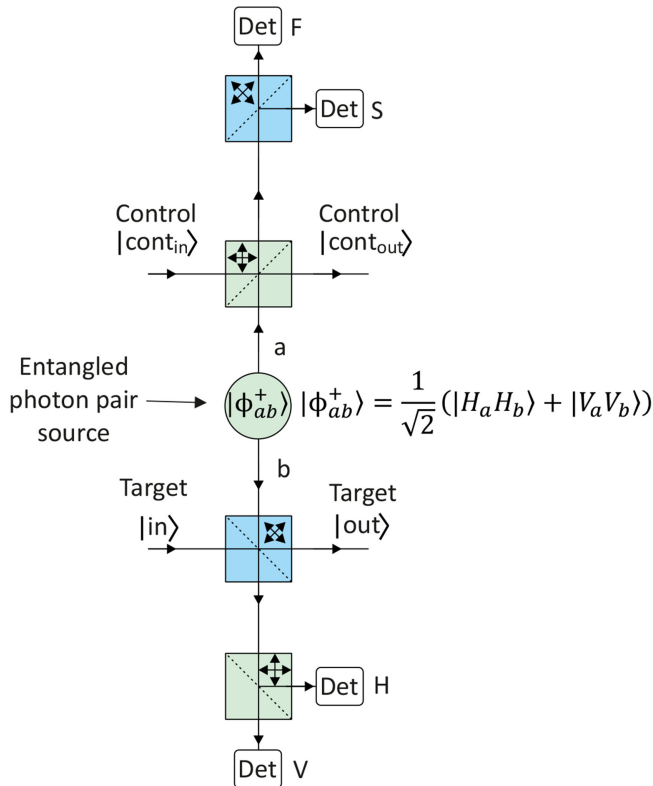 Det F
Det S
Control
|cont_in⟩
Control
|cont_out⟩
a
Entangled
photon pair
source
|ϕ⁺_ab⟩ |ϕ⁺_ab⟩ = 1/√2 (|H_a H_b⟩ + |V_a V_b⟩)
b
Target
|in⟩
Target
|out⟩
Det H
Det V